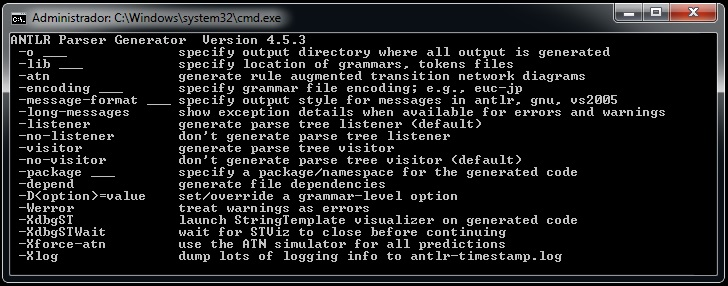 Administrador: C:\Windows\system32\cmd.exe
ANTLR Parser Generator  Version 4.5.3
 -o ___              specify output directory where all output is generated
 -lib ___            specify location of grammars, tokens files
 -atn                generate rule augmented transition network diagrams
 -encoding ___       specify grammar file encoding; e.g., euc-jp
 -message-format ___ specify output style for messages in antlr, gnu, vs2005
 -long-messages      show exception details when available for errors and warnings
 -listener           generate parse tree listener (default)
 -no-listener        don't generate parse tree listener
 -visitor            generate parse tree visitor
 -no-visitor         don't generate parse tree visitor (default)
 -package ___        specify a package/namespace for the generated code
 -depend             generate file dependencies
 -D<option>=value    set/override a grammar-level option
 -Werror             treat warnings as errors
 -XdbgST             launch StringTemplate visualizer on generated code
 -XdbgSTWait         wait for STViz to close before continuing
 -Xforce-atn         use the ATN simulator for all predictions
 -Xlog               dump lots of logging info to antlr-timestamp.log